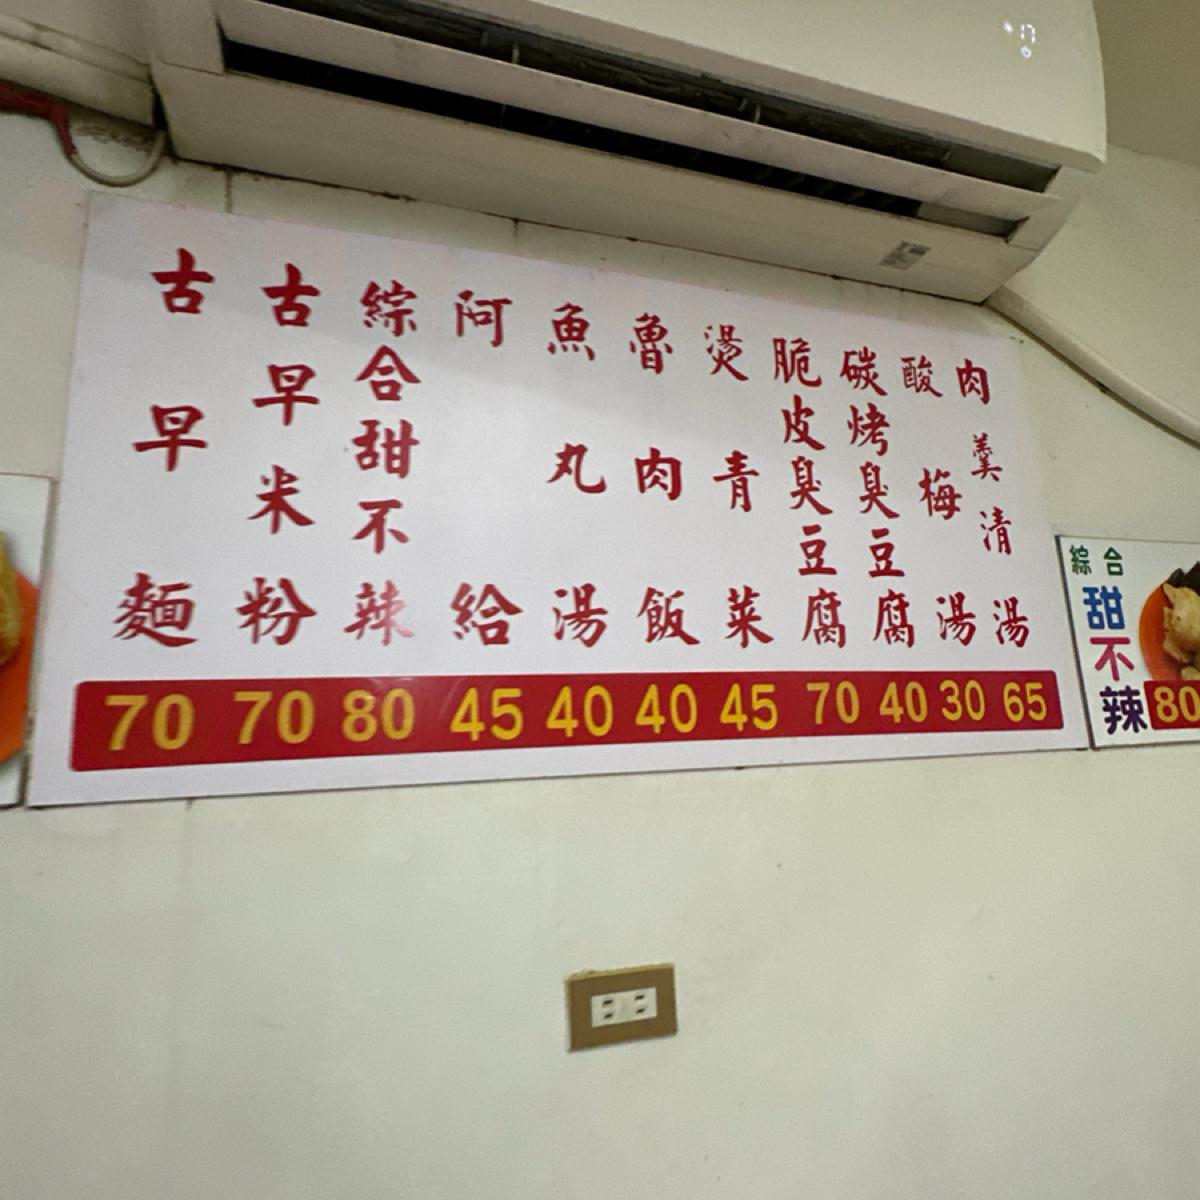 古早麵 70
古早米粉 70
綜合甜不辣 80
阿給 45
魚丸湯 40
魯肉飯 40
燙青菜 45
脆皮臭豆腐 70
碳烤臭豆腐 40
酸梅湯 30
肉羹清湯 65
綜合
甜不辣 80
17